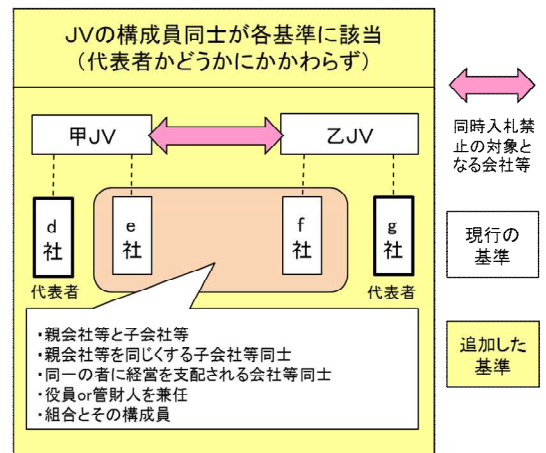 JVの構成員同士が各基準に該当
(代表者かどうかにかかわらず)
甲JV
乙JV
d
社
e
社
f
社
g
社
代表者
代表者
・親会社等と子会社等
・親会社等を同じくする子会社等同士
・同一の者に経営を支配される会社等同士
・役員or管財人を兼任
・組合とその構成員
同時入札禁
止の対象と
なる会社等
現行の
基準
追加した
基準